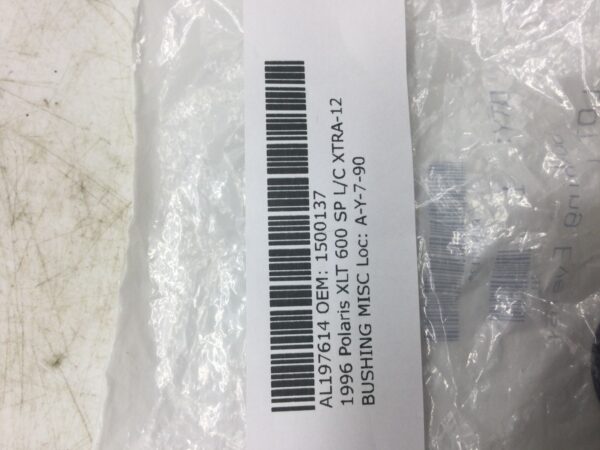 AL197614 OEM: 1500137
1996 Polaris XLT 600 SP L/C XTRA-12
BUSHING MISC Loc: A-Y-7-90